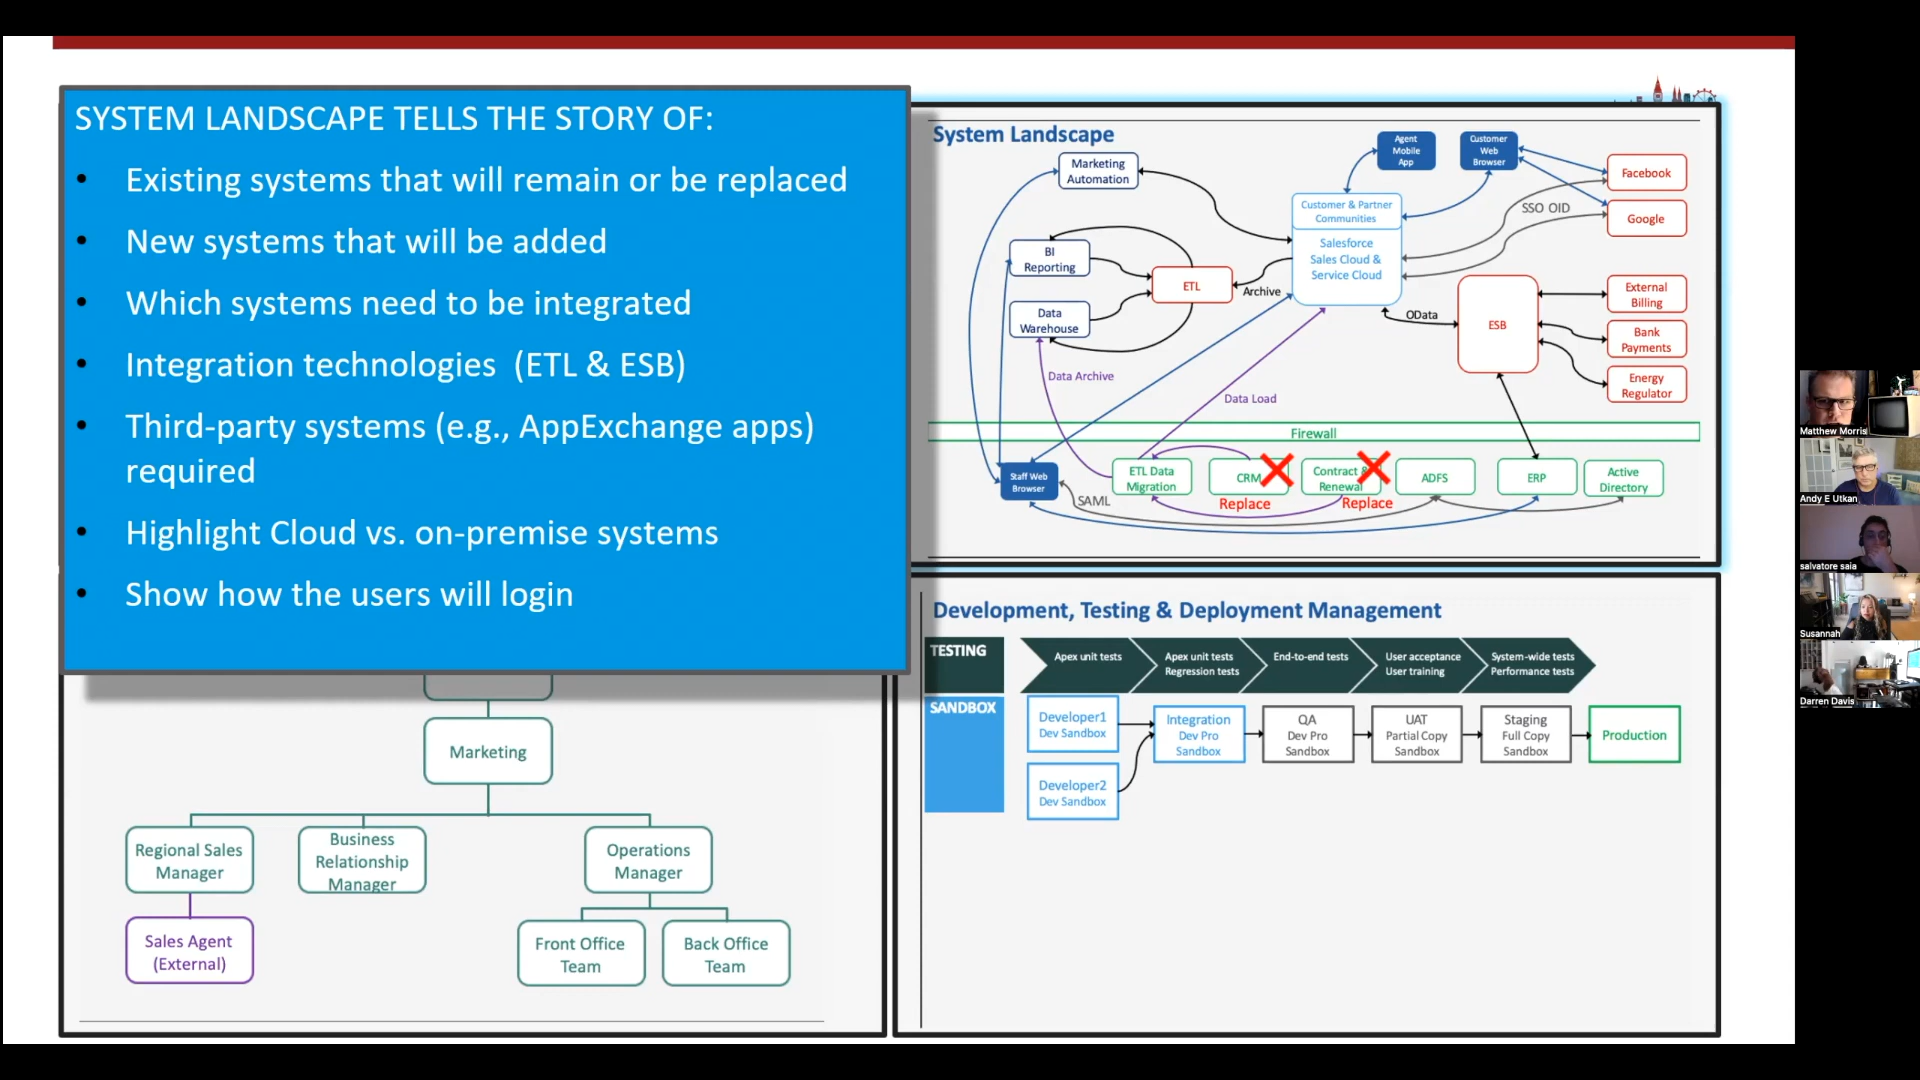 SYSTEM LANDSCAPE TELLS THE STORY OF:
• Existing systems that will remain or be replaced
• New systems that will be added
• Which systems need to be integrated
• Integration technologies (ETL & ESB)
• Third-party systems (e.g., AppExchange apps)
required
• Highlight Cloud vs. on-premise systems
• Show how the users will login
System Landscape
Marketing
Automation
Agent
Mobile
App
Customer
Web
Browser
Facebook
Google
SSO OID
Customer & Partner
Communities
Salesforce
Sales Cloud &
Service Cloud
BI
Reporting
ETL
Archive
Data
Warehouse
OData
ESB
External
Billing
Bank
Payments
Energy
Regulator
Data Archive
Data Load
Firewall
Staff Web
Browser
SAML
ETL Data
Migration
CRM
Replace
Contract &
Renewal
Replace
ADFS
ERP
Active
Directory
Marketing
Regional Sales
Manager
Business
Relationship
Manager
Operations
Manager
Sales Agent
(External)
Front Office
Team
Back Office
Team
Development, Testing & Deployment Management
TESTING
Apex unit tests
Apex unit tests
Regression tests
End-to-end tests
User acceptance
User training
System-wide tests
Performance tests
SANDBOX
Developer1
Dev Sandbox
Developer2
Dev Sandbox
Integration
Dev Pro
Sandbox
QA
Dev Pro
Sandbox
UAT
Partial Copy
Sandbox
Staging
Full Copy
Sandbox
Production
Matthew Morris
Andy E Utkan
salvatore saia
Susannah
Darren Davis